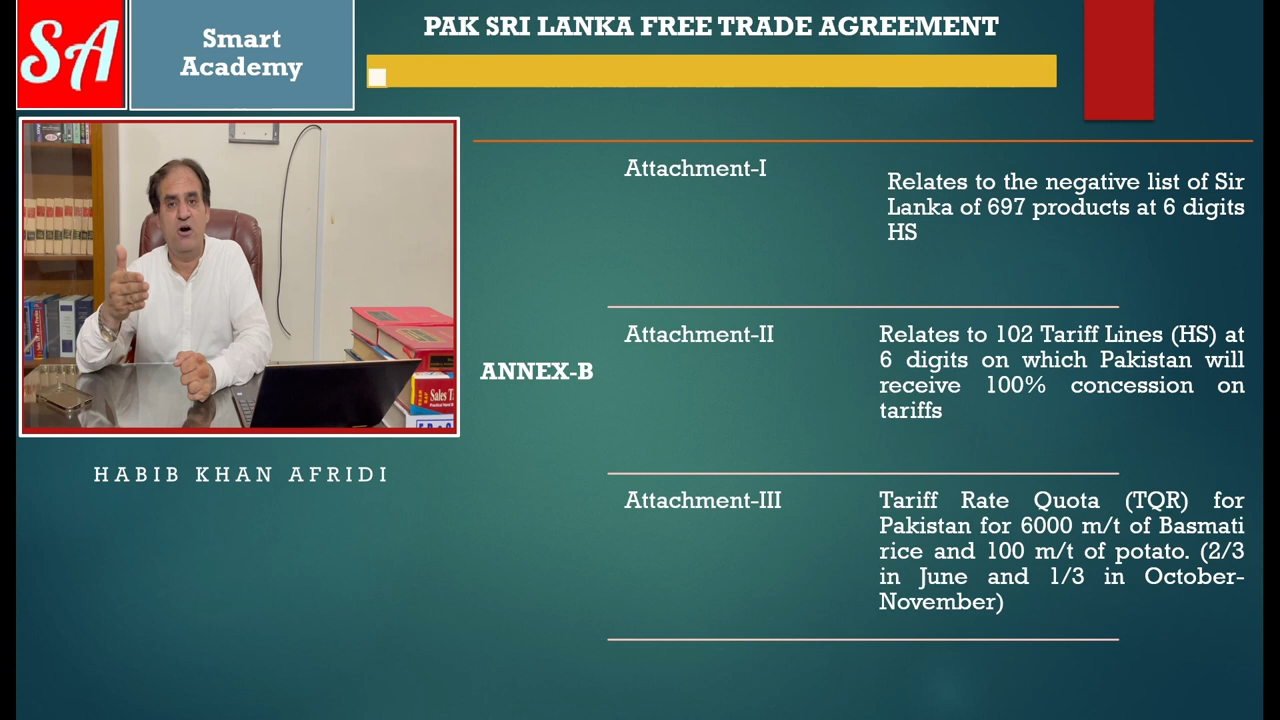 SA
Smart
Academy
PAK SRI LANKA FREE TRADE AGREEMENT
Attachment-I
Relates to the negative list of Sir
Lanka of 697 products at 6 digits
HS
ANNEX-B
Attachment-II
Relates to 102 Tariff Lines (HS) at
6 digits on which Pakistan will
receive 100% concession on
tariffs
Attachment-III
Tariff Rate Quota (TQR) for
Pakistan for 6000 m/t of Basmati
rice and 100 m/t of potato. (2/3
in June and 1/3 in October-
November)
Sales
HABIB KHAN AFRIDI